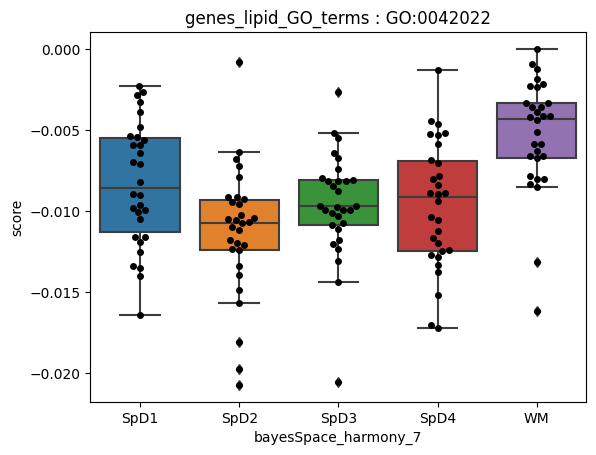 genes_lipid_GO_terms : GO:0042022
0.000
−0.005
−0.010
−0.015
−0.020
score
SpD1 SpD2 SpD3 SpD4 WM
bayesSpace_harmony_7